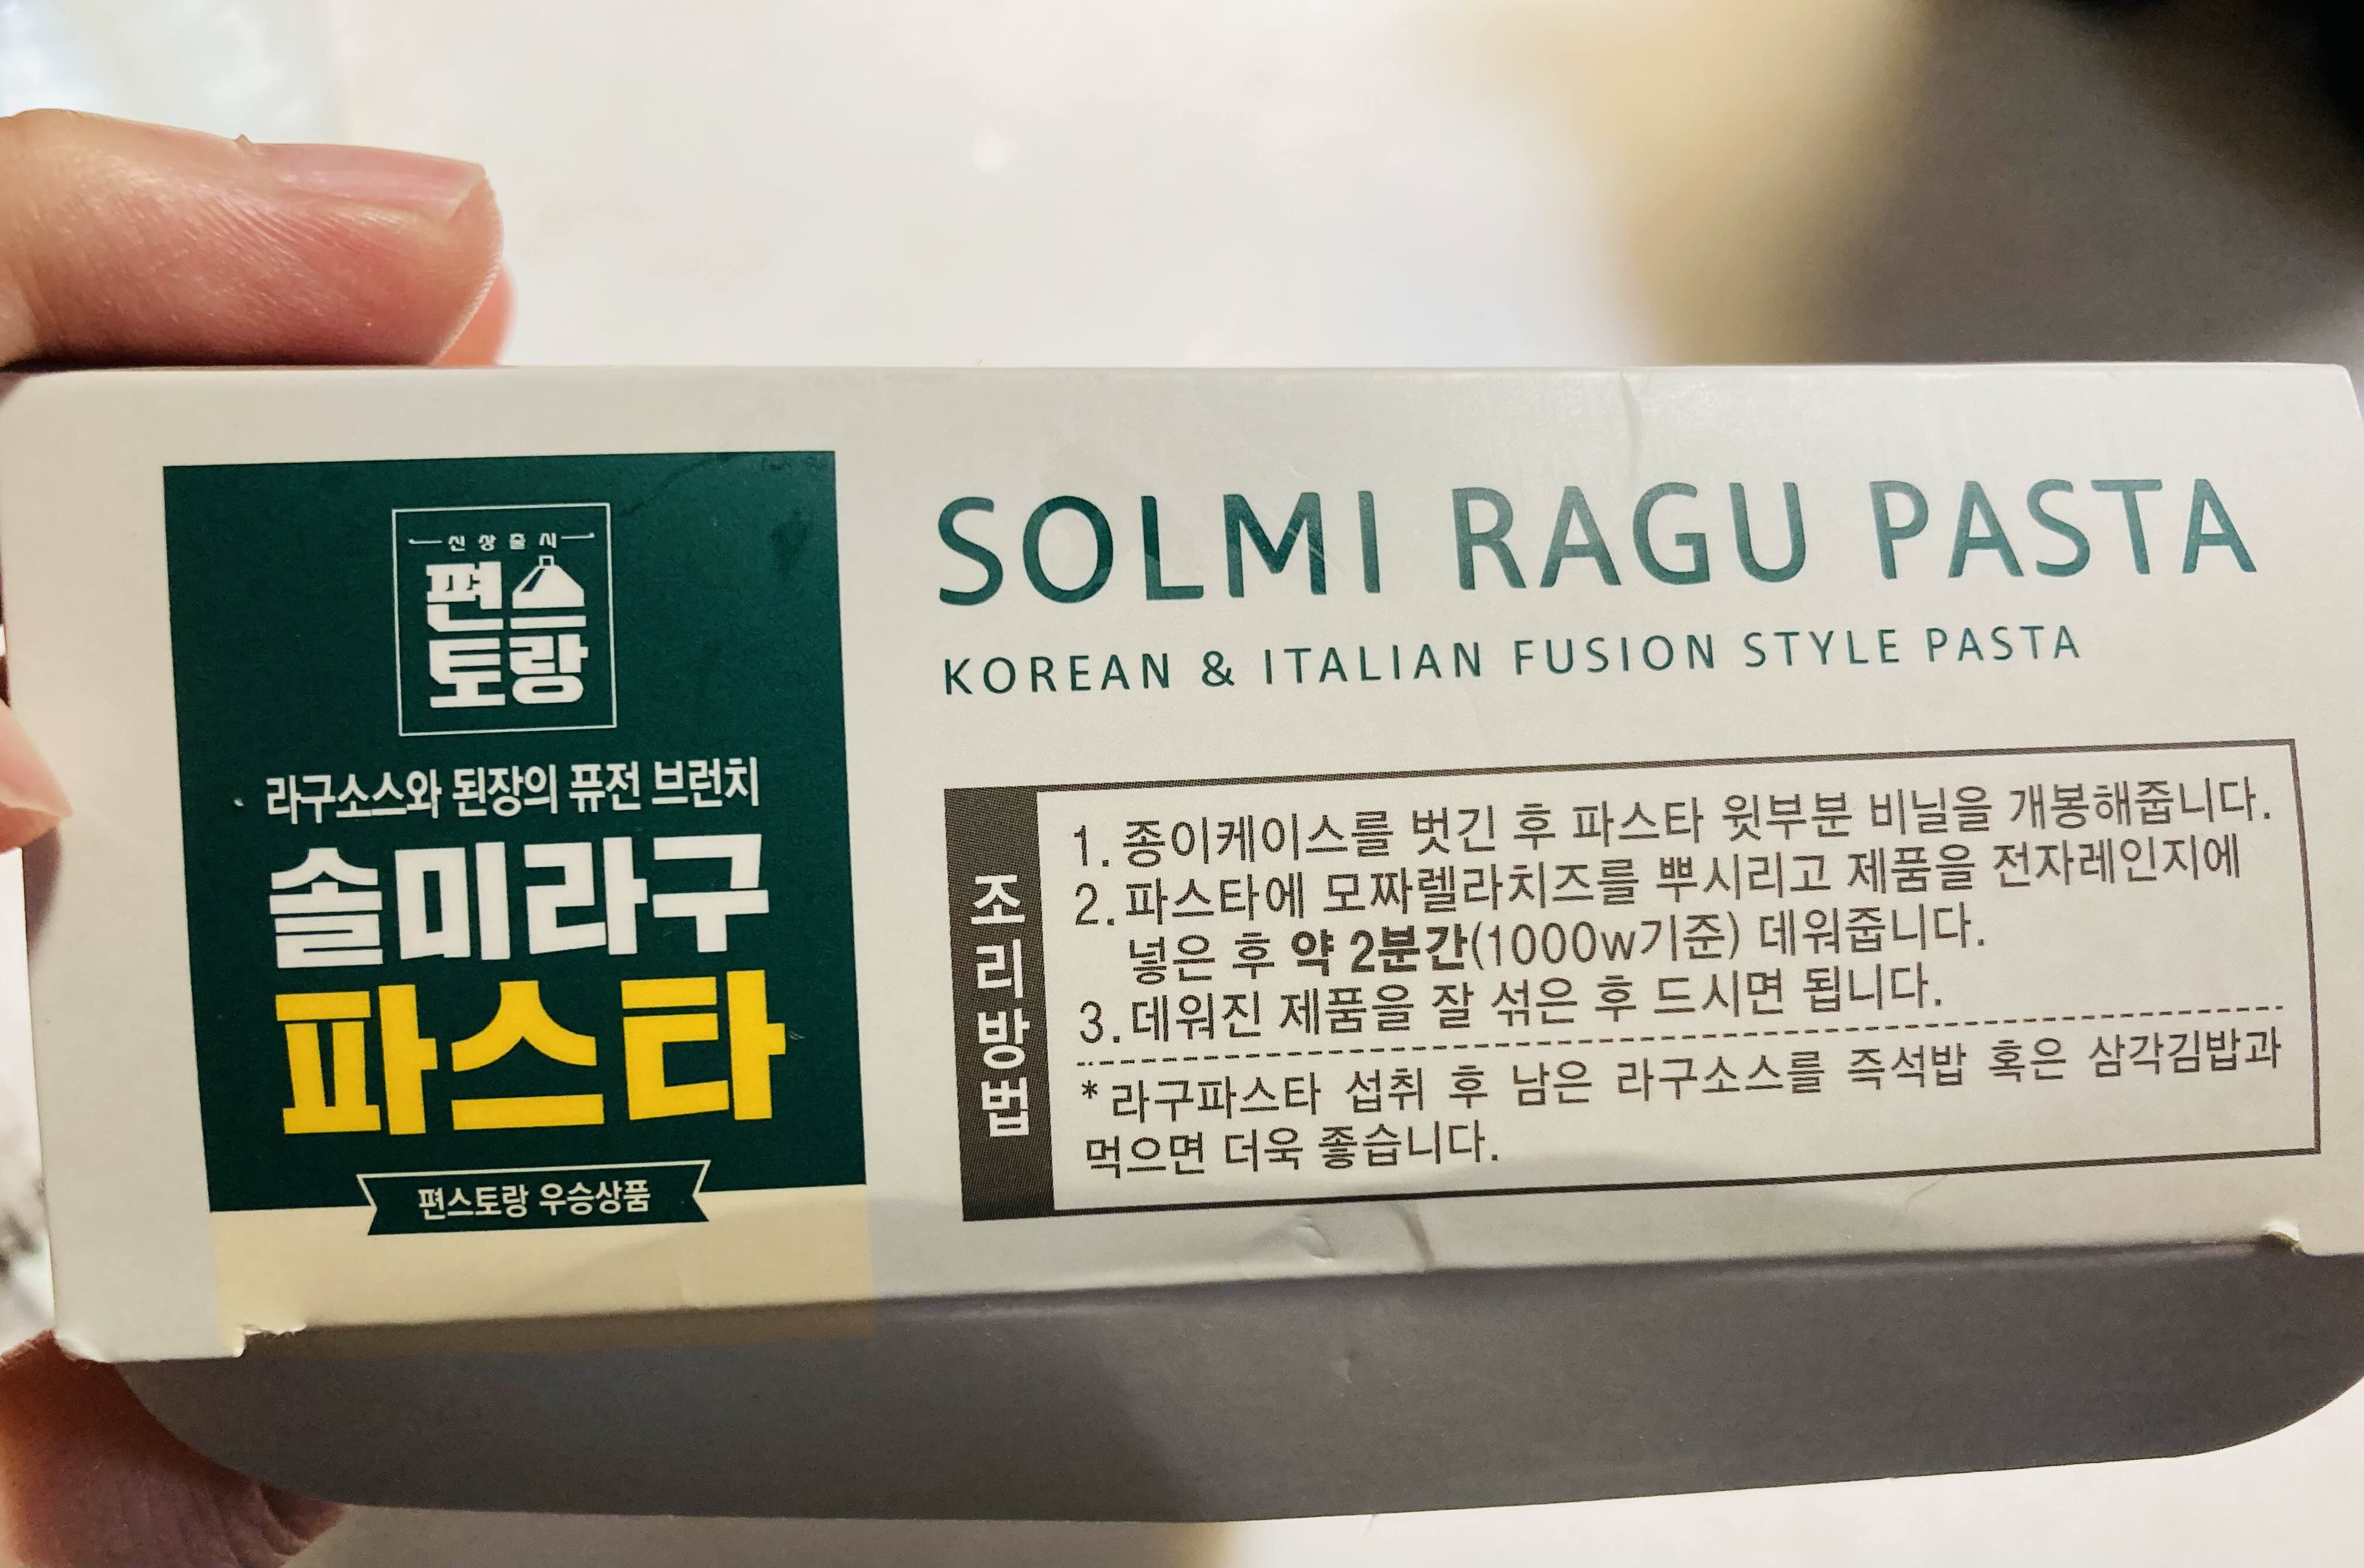 신상출시
편스
토랑
라구소스와 된장의 퓨전 브런치
솔미라구
파스타
편스토랑 우승상품
SOLMI RAGU PASTA
KOREAN & ITALIAN FUSION STYLE PASTA
조리방법
1. 종이케이스를 벗긴 후 파스타 윗부분 비닐을 개봉해줍니다.
2. 파스타에 모짜렐라치즈를 뿌시리고 제품을 전자레인지에
넣은 후 약 2분간(1000w기준) 데워줍니다.
3. 데워진 제품을 잘 섞은 후 드시면 됩니다.
* 라구파스타 섭취 후 남은 라구소스를 즉석밥 혹은 삼각김밥과
먹으면 더욱 좋습니다.